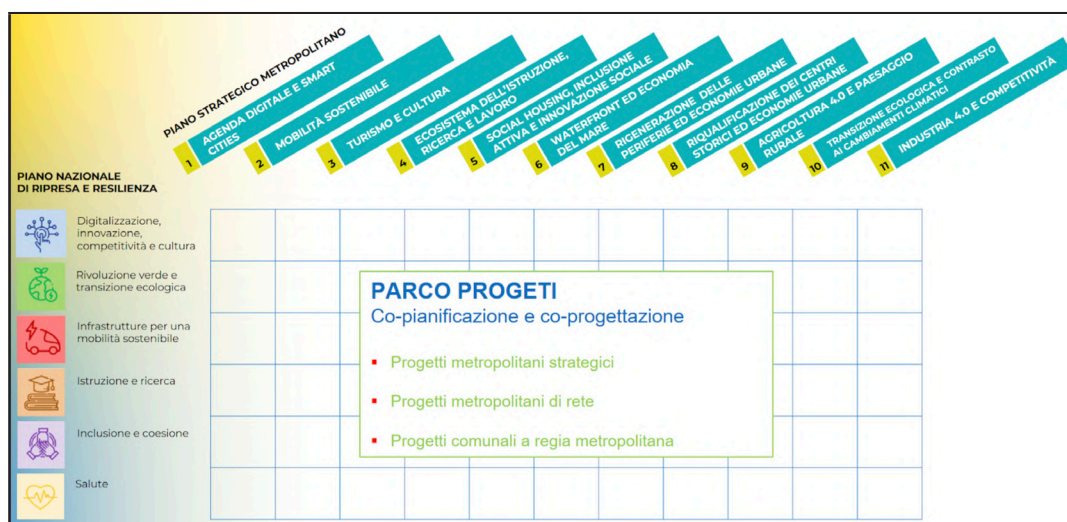 PIANO STRATEGICO METROPOLITANO
1 AGENDA DIGITALE E SMART
CITIES
2 MOBILITÀ SOSTENIBILE
3 TURISMO E CULTURA
4 ECOSISTEMA DELL'ISTRUZIONE,
RICERCA E LAVORO
5 SOCIAL HOUSING, INCLUSIONE
ATTIVA E INNOVAZIONE SOCIALE
6 WATERFRONT ED ECONOMIA
DEL MARE
7 RIGENERAZIONE DELLE
PERIFERIE ED ECONOMIE URBANE
8 RIQUALIFICAZIONE DEI CENTRI
STORICI ED ECONOMIE URBANE
9 AGRICOLTURA 4.0 E PAESAGGIO
RURALE
10 TRANSIZIONE ECOLOGICA E CONTRASTO
AI CAMBIAMENTI CLIMATICI
11 INDUSTRIA 4.0 E COMPETITIVITÀ
PIANO NAZIONALE
DI RIPRESA E RESILIENZA
Digitalizzazione,
innovazione,
competitività e cultura
Rivoluzione verde e
transizione ecologica
Infrastrutture per una
mobilità sostenibile
Istruzione e ricerca
Inclusione e coesione
Salute
PARCO PROGETI
Co-pianificazione e co-progettazione
▪ Progetti metropolitani strategici
▪ Progetti metropolitani di rete
▪ Progetti comunali a regia metropolitana